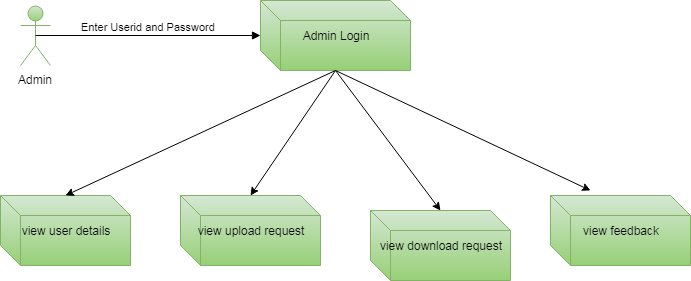 Enter Userid and Password
Admin Login
Admin
view user details
view upload request
view download request
view feedback